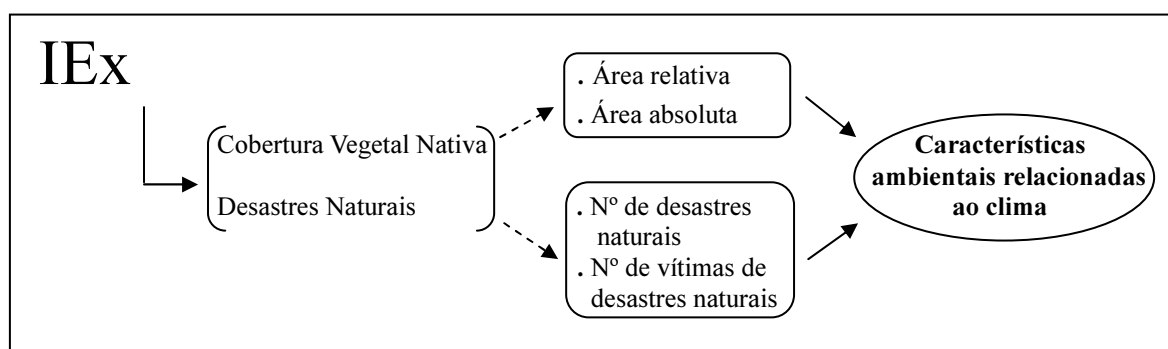 IEx
Cobertura Vegetal Nativa
Desastres Naturais
. Área relativa
. Área absoluta
. Nº de desastres
naturais
. Nº de vítimas de
desastres naturais
Características
ambientais relacionadas
ao clima